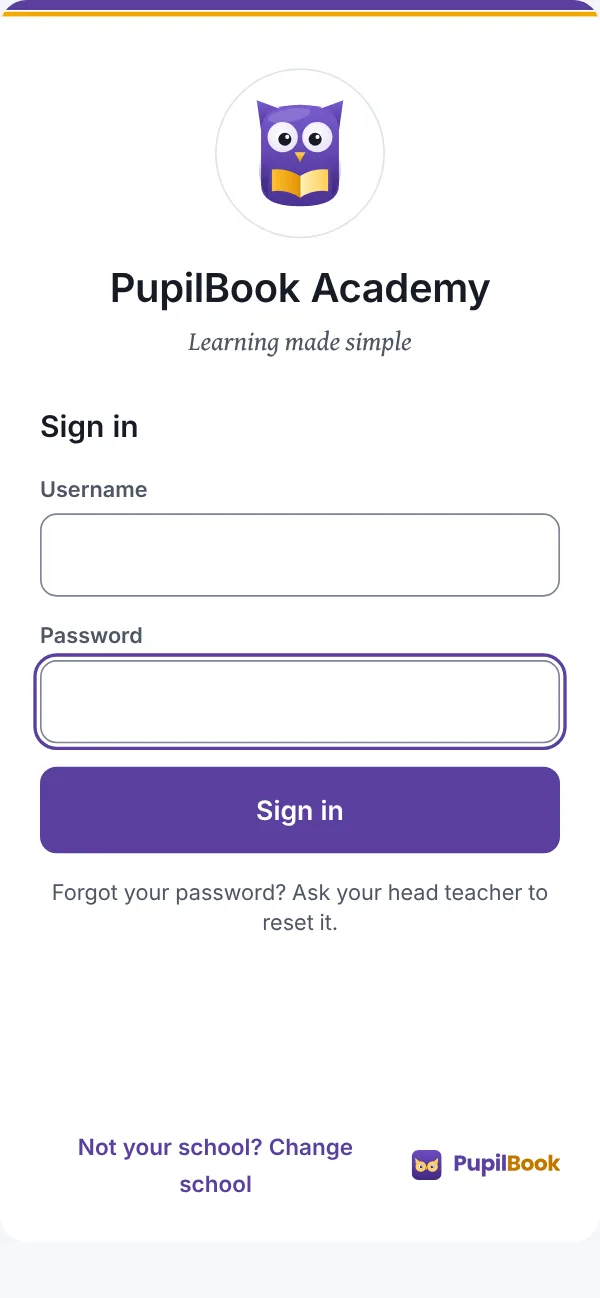 PupilBook Academy
Learning made simple
Sign in
Username
Password
Sign in
Forgot your password? Ask your head teacher to
reset it.
Not your school? Change
school
PupilBook